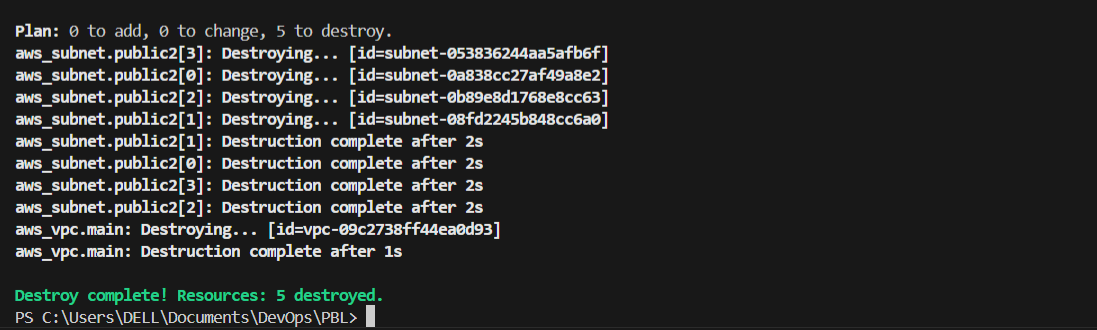 Plan: 0 to add, 0 to change, 5 to destroy.
aws_subnet.public2[3]: Destroying... [id=subnet-053836244aa5afb6f]
aws_subnet.public2[0]: Destroying... [id=subnet-0a838cc27af49a8e2]
aws_subnet.public2[2]: Destroying... [id=subnet-0b89e8d1768e8cc63]
aws_subnet.public2[1]: Destroying... [id=subnet-08fd2245b848cc6a0]
aws_subnet.public2[1]: Destruction complete after 2s
aws_subnet.public2[0]: Destruction complete after 2s
aws_subnet.public2[3]: Destruction complete after 2s
aws_subnet.public2[2]: Destruction complete after 2s
aws_vpc.main: Destroying... [id=vpc-09c2738ff44ea0d93]
aws_vpc.main: Destruction complete after 1s
Destroy complete! Resources: 5 destroyed.
PS C:\Users\DELL\Documents\DevOps\PBL>